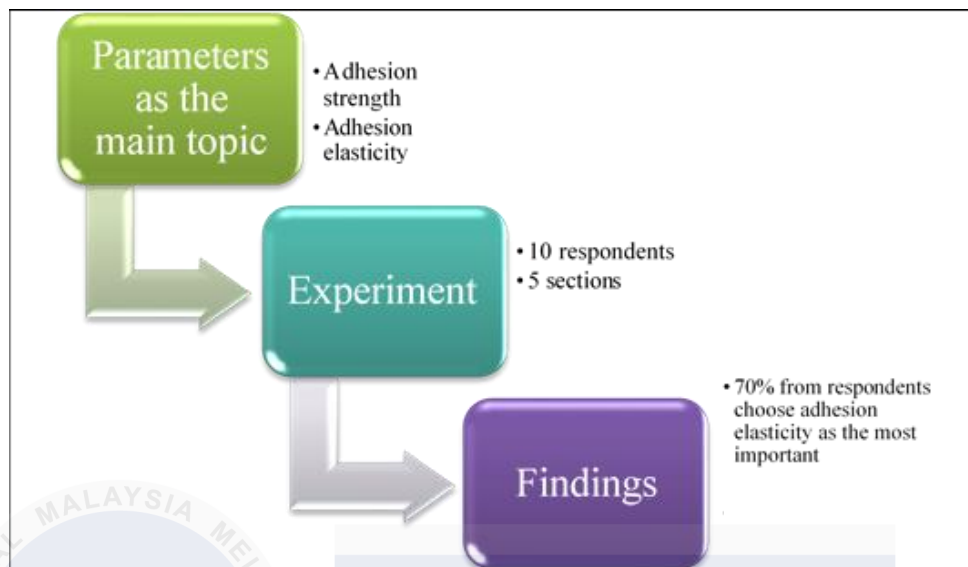 Parameters
as the
main topic
• Adhesion
strength
• Adhesion
elasticity
Experiment
• 10 respondents
• 5 sections
Findings
• 70% from respondents
choose adhesion
elasticity as the most
important
MALAYSIA